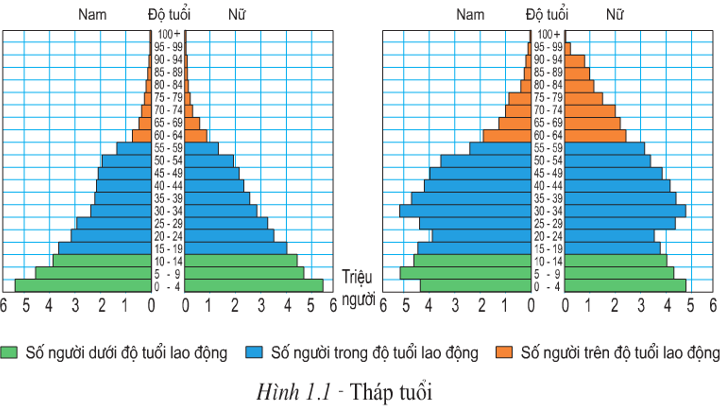 Nam Độ tuổi Nữ Nam Độ tuổi Nữ
100+ 100+
95 - 99 95 - 99
90 - 94 90 - 94
85 - 89 85 - 89
80 - 84 80 - 84
75 - 79 75 - 79
70 - 74 70 - 74
65 - 69 65 - 69
60 - 64 60 - 64
55 - 59 55 - 59
50 - 54 50 - 54
45 - 49 45 - 49
40 - 44 40 - 44
35 - 39 35 - 39
30 - 34 30 - 34
25 - 29 25 - 29
20 - 24 20 - 24
15 - 19 15 - 19
10 - 14 10 - 14
5 - 9 5 - 9
0 - 4 0 - 4
Triệu
người
6 5 4 3 2 1 0 0 1 2 3 4 5 6 6 5 4 3 2 1 0 0 1 2 3 4 5 6
Số người dưới độ tuổi lao động Số người trong độ tuổi lao động Số người trên độ tuổi lao động
Hình 1.1 - Tháp tuổi